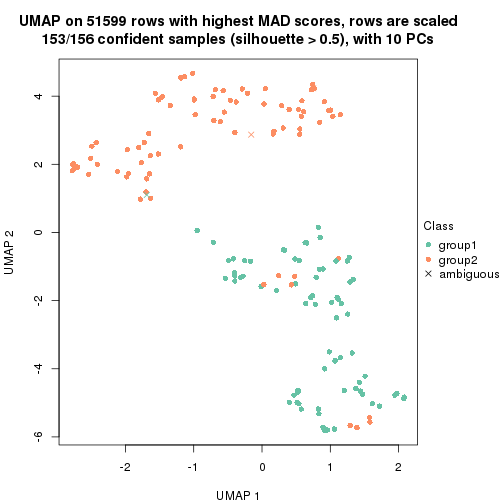 UMAP on 51599 rows with highest MAD scores, rows are scaled
153/156 confident samples (silhouette > 0.5), with 10 PCs
4
2
0
-2
-4
-6
UMAP 2
-2
-1
0
1
2
UMAP 1
Class
group1
group2
ambiguous